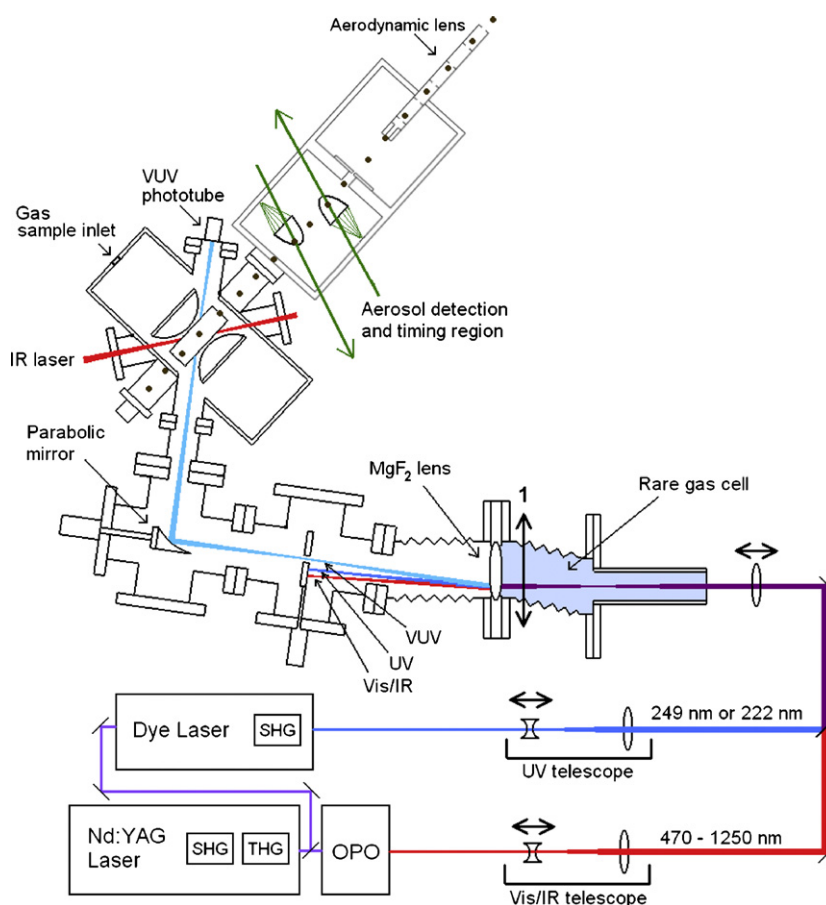 Aerodynamic lens
VUV
phototube
Gas
sample inlet
Aerosol detection
and timing region
IR laser
Parabolic
mirror
MgF₂ lens
1
Rare gas cell
VUV
UV
Vis/IR
Dye Laser
SHG
249 nm or 222 nm
UV telescope
Nd:YAG
Laser
SHG
THG
OPO
470 - 1250 nm
Vis/IR telescope